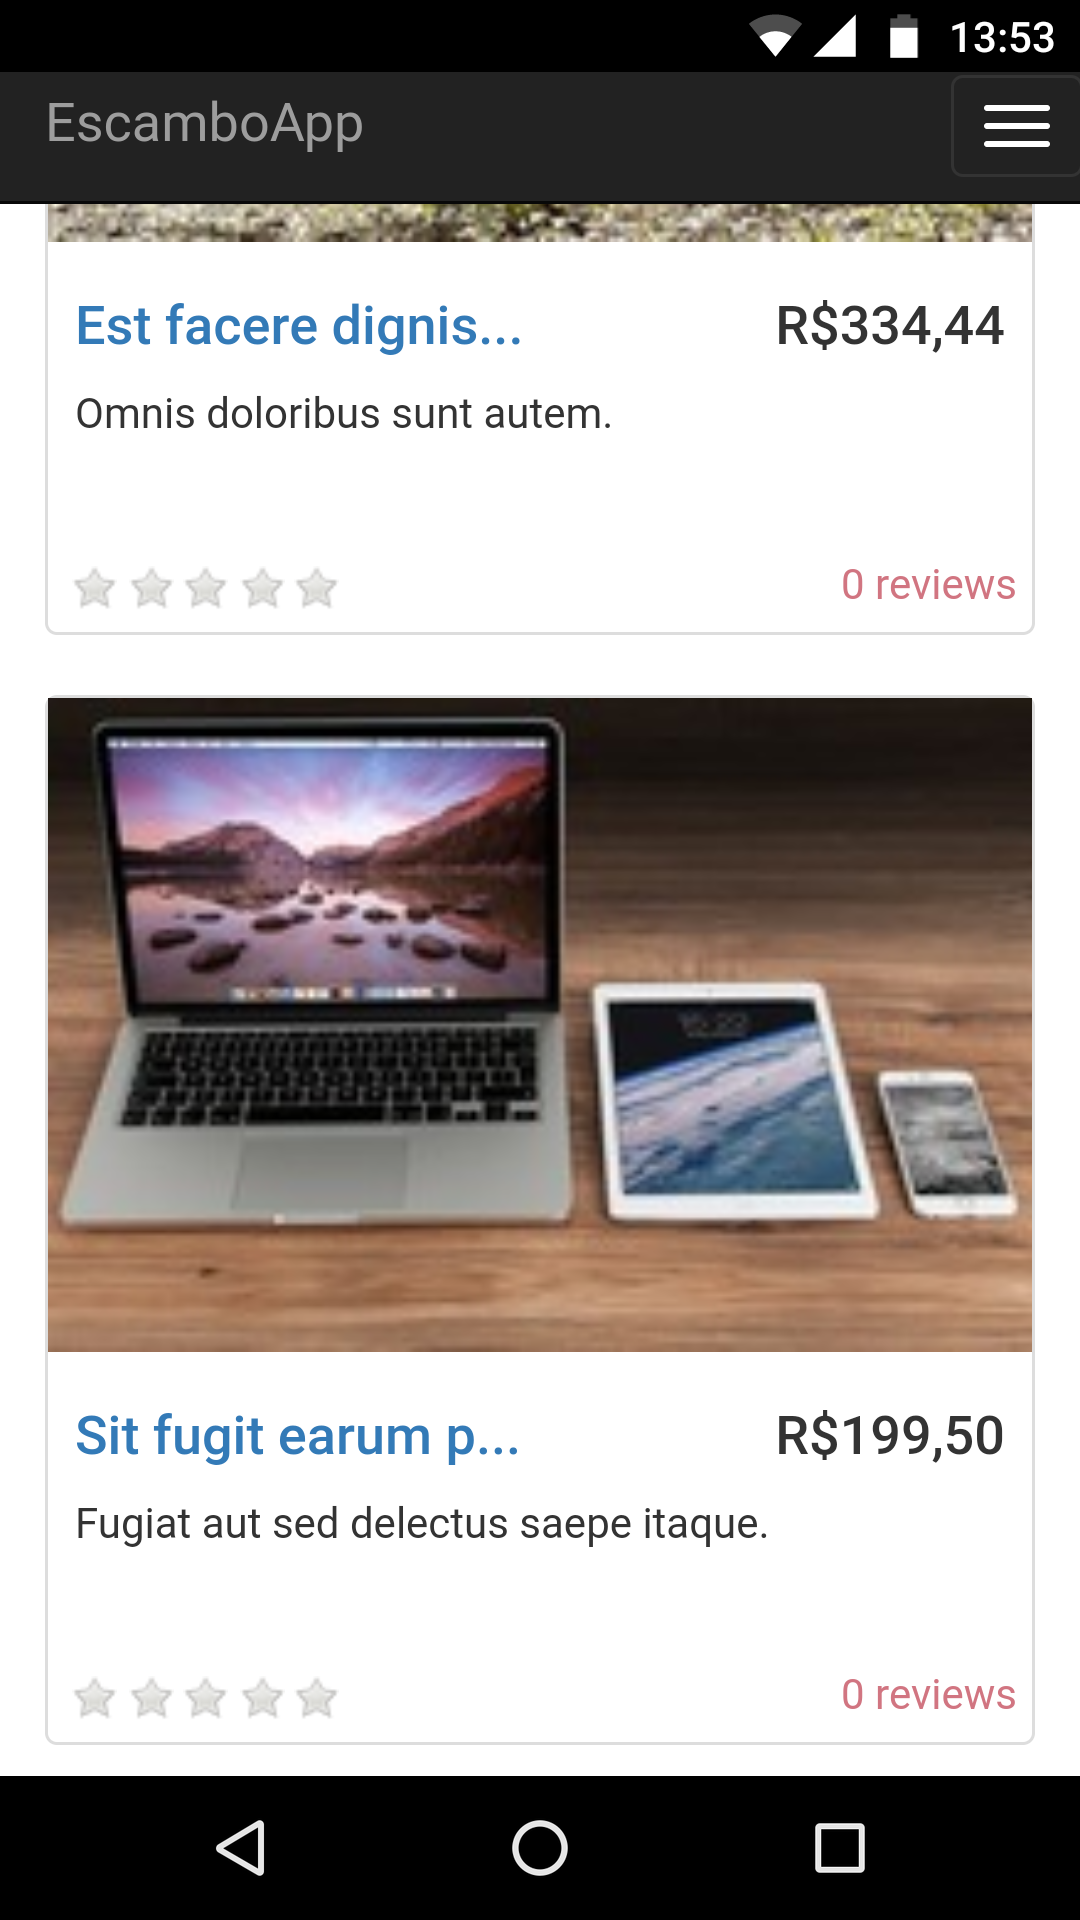 13:53
EscamboApp
Est facere dignis... R$334,44
Omnis doloribus sunt autem.
0 reviews
Sit fugit earum p... R$199,50
Fugiat aut sed delectus saepe itaque.
0 reviews